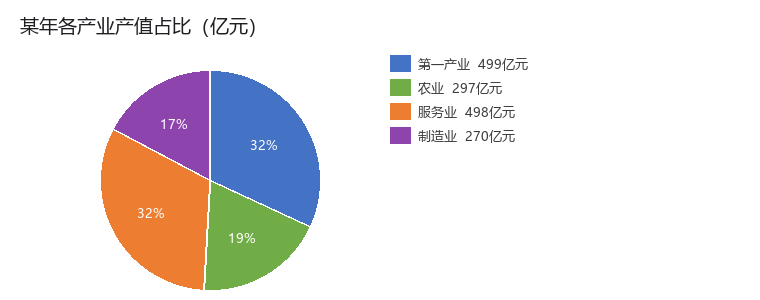 某年各产业产值占比（亿元）
第一产业 499亿元
农业 297亿元
服务业 498亿元
制造业 270亿元
17%
32%
32%
19%